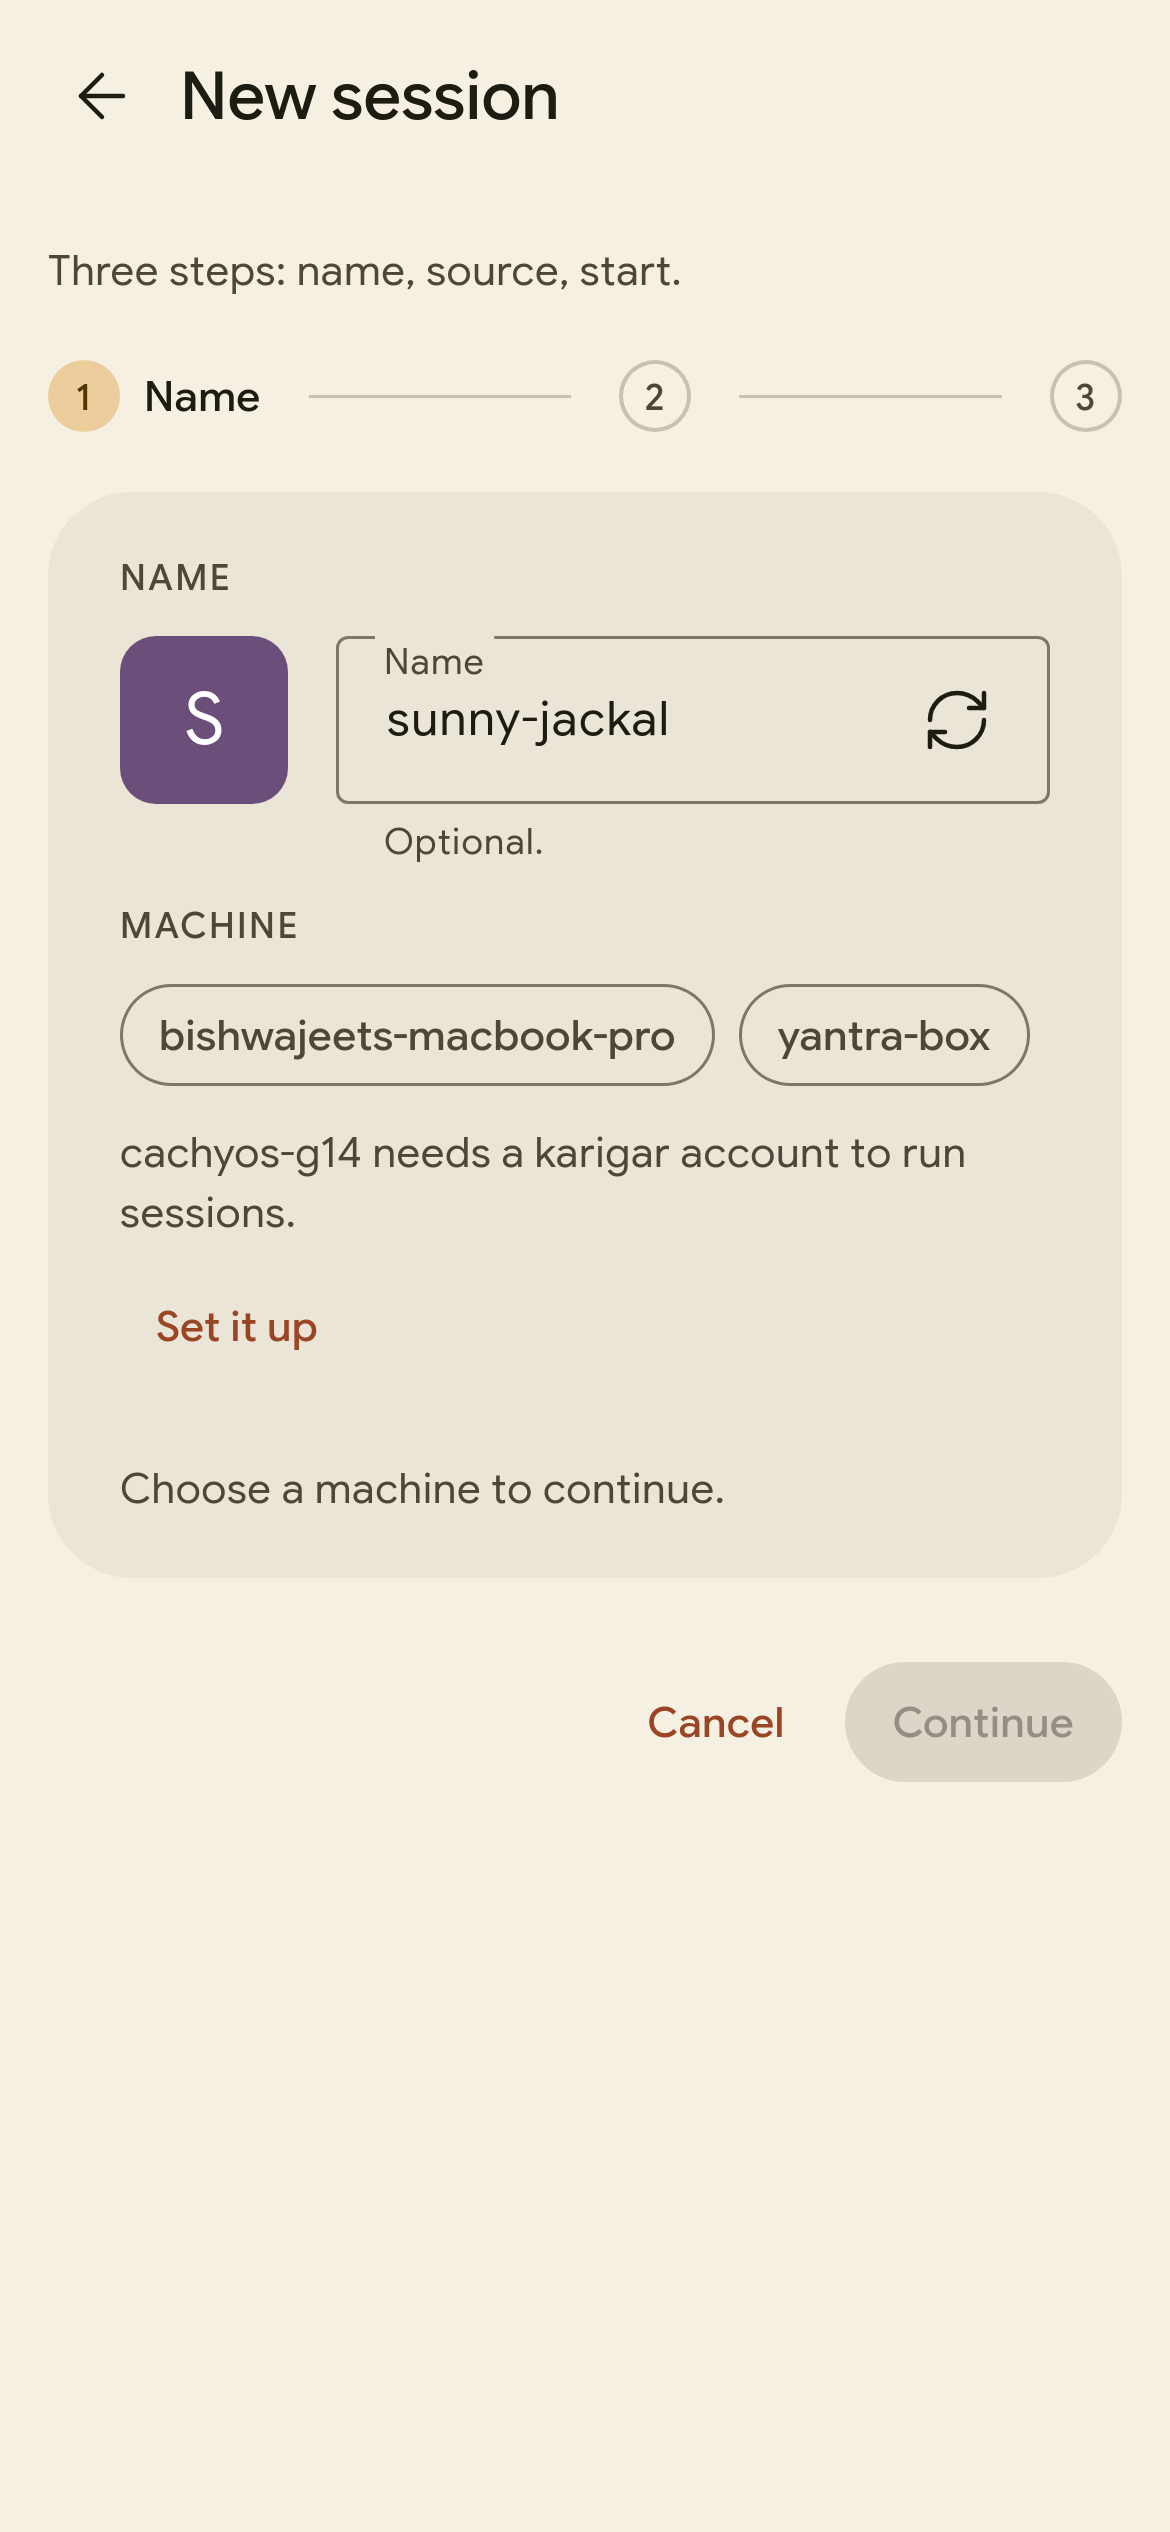 New session
Three steps: name, source, start.
1 Name 2 3
NAME
S
Name
sunny-jackal
Optional.
MACHINE
bishwajeets-macbook-pro yantra-box
cachyos-g14 needs a karigar account to run
sessions.
Set it up
Choose a machine to continue.
Cancel Continue